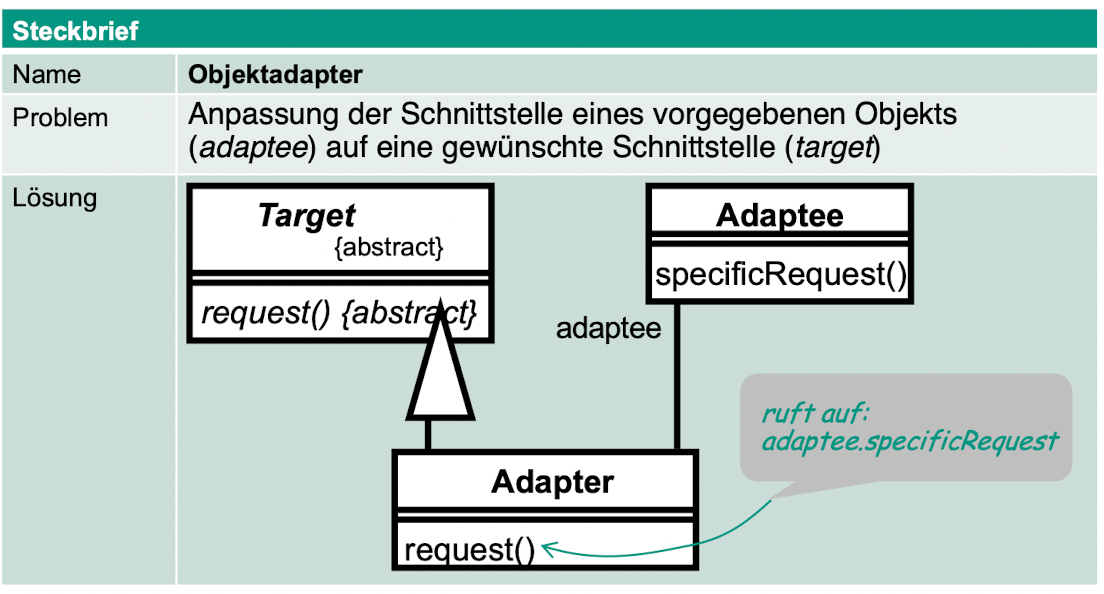 Steckbrief
Name
Objektadapter
Problem
Anpassung der Schnittstelle eines vorgegebenen Objekts
(adaptee) auf eine gewünschte Schnittstelle (target)
Lösung
Target
{abstract}
request() {abstract}
Adaptee
specificRequest()
adaptee
ruft auf:
adaptee.specificRequest
Adapter
request()